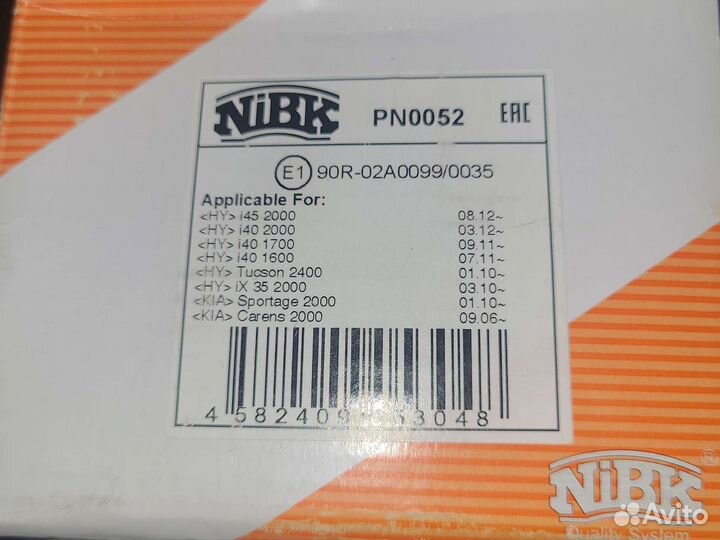 NiBK PN0052 EAC
E1 90R-02A0099/0035
Applicable For:
<HY> i45 2000 08.12~
<HY> i40 2000 03.12~
<HY> i40 1700 09.11~
<HY> i40 1600 07.11~
<HY> Tucson 2400 01.10~
<HY> iX 35 2000 03.10~
<KIA> Sportage 2000 01.10~
<KIA> Carens 2000 09.06~
NiBK ®
Quality System
Avito